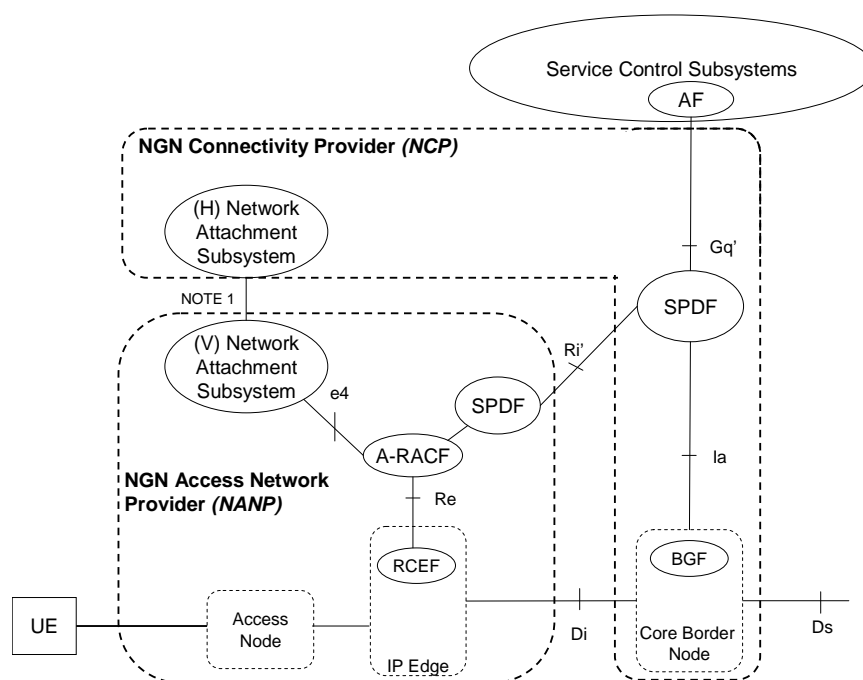 Service Control Subsystems
AF
NGN Connectivity Provider (NCP)
(H) Network
Attachment
Subsystem
Gq’
NOTE 1
SPDF
(V) Network
Attachment
Subsystem
Ri’
e4
SPDF
A-RACF
Ia
NGN Access Network
Provider (NANP)
Re
RCEF
BGF
UE
Access
Node
IP Edge
Di
Core Border
Node
Ds